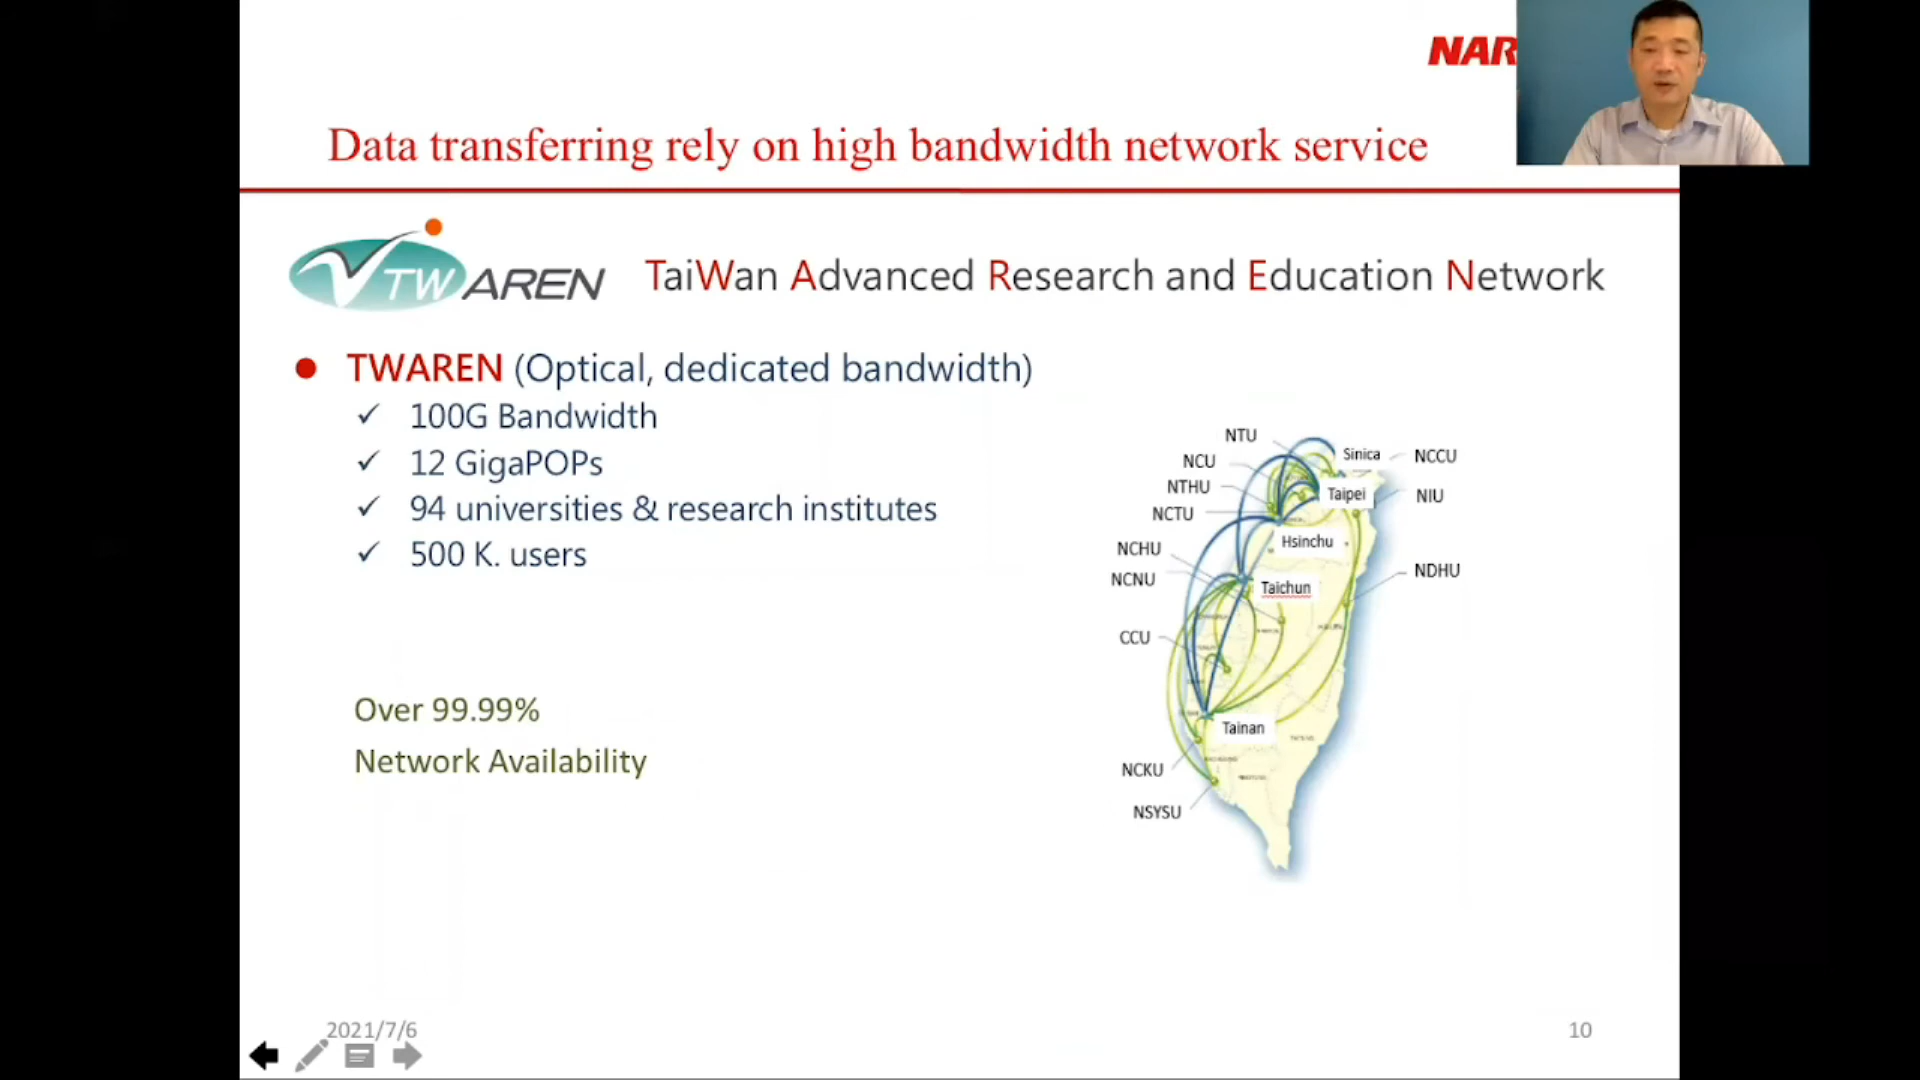 NAR
Data transferring rely on high bandwidth network service
TWAREN
TaiWan Advanced Research and Education Network
TWAREN (Optical, dedicated bandwidth)
✓ 100G Bandwidth
✓ 12 GigaPOPs
✓ 94 universities & research institutes
✓ 500 K. users
Over 99.99%
Network Availability
NTU
Sinica
NCCU
NCU
NTHU
Taipei
NIU
NCTU
Hsinchu
NCHU
NCNU
Taichun
NDHU
CCU
Tainan
NCKU
NSYSU
2021/7/6
10